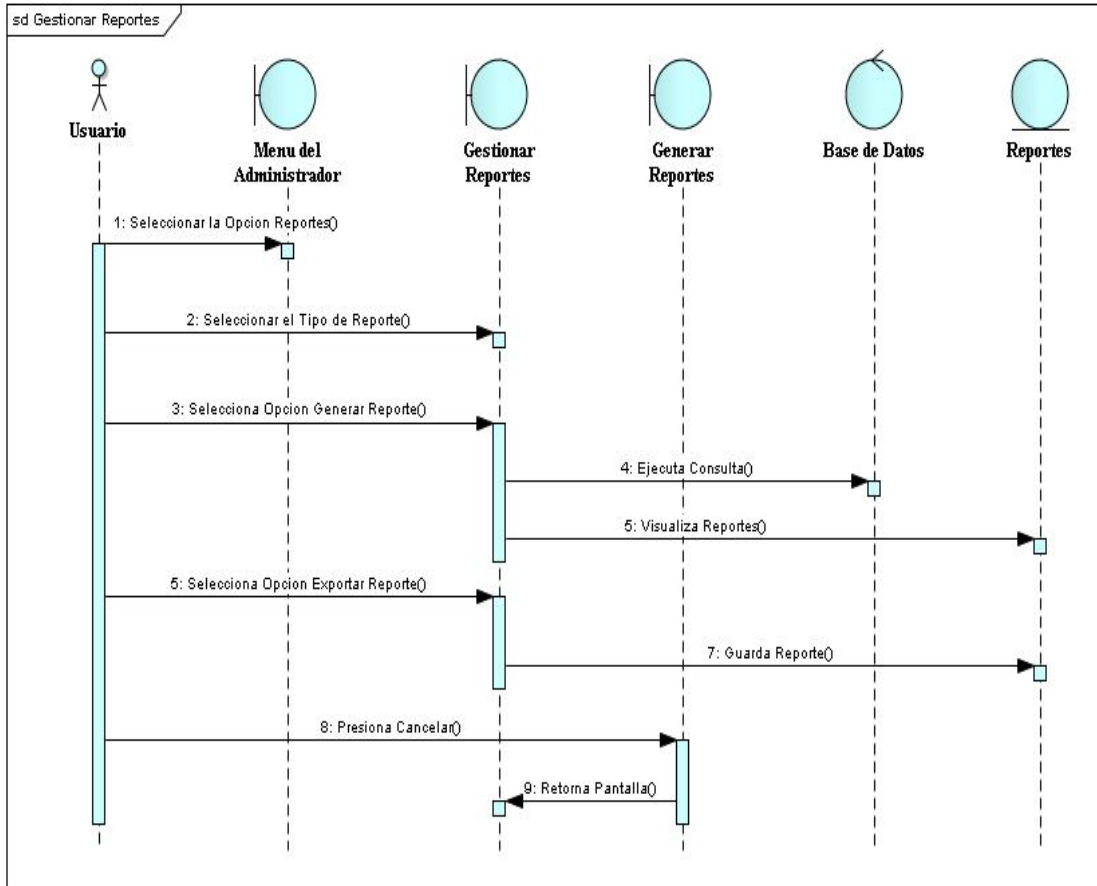 sd Gestionar Reportes
Usuario
Menu del
Administrador
Gestionar
Reportes
Generar
Reportes
Base de Datos
Reportes
1: Seleccionar la Opcion Reportes()
2: Seleccionar el Tipo de Reporte()
3: Selecciona Opcion Generar Reporte()
4: Ejecuta Consulta()
5: Visualiza Reportes()
5: Selecciona Opcion Exportar Reporte()
7: Guarda Reporte()
8: Presiona Cancelar()
9: Retorna Pantalla()